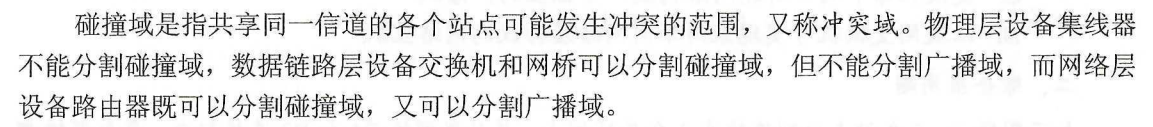 碰撞域是指共享同一信道的各个站点可能发生冲突的范围，又称冲突域。物理层设备集线器
不能分割碰撞域，数据链路层设备交换机和网桥可以分割碰撞域，但不能分割广播域，而网络层
设备路由器既可以分割碰撞域，又可以分割广播域。